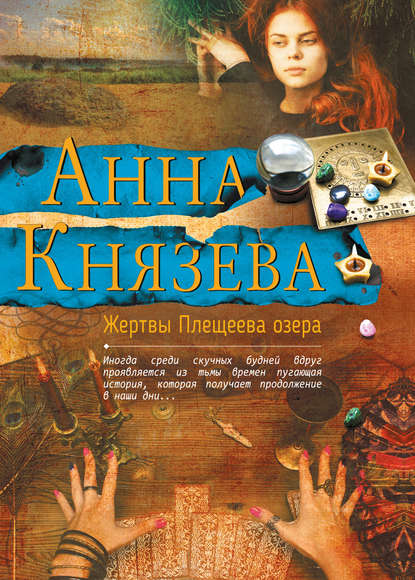 Анна
Князева
Жертвы Плещеева озера
Иногда среди скучных будней вдруг
проявляется из тьмы времен пугающая
история, которая получает продолжение
в наши дни...